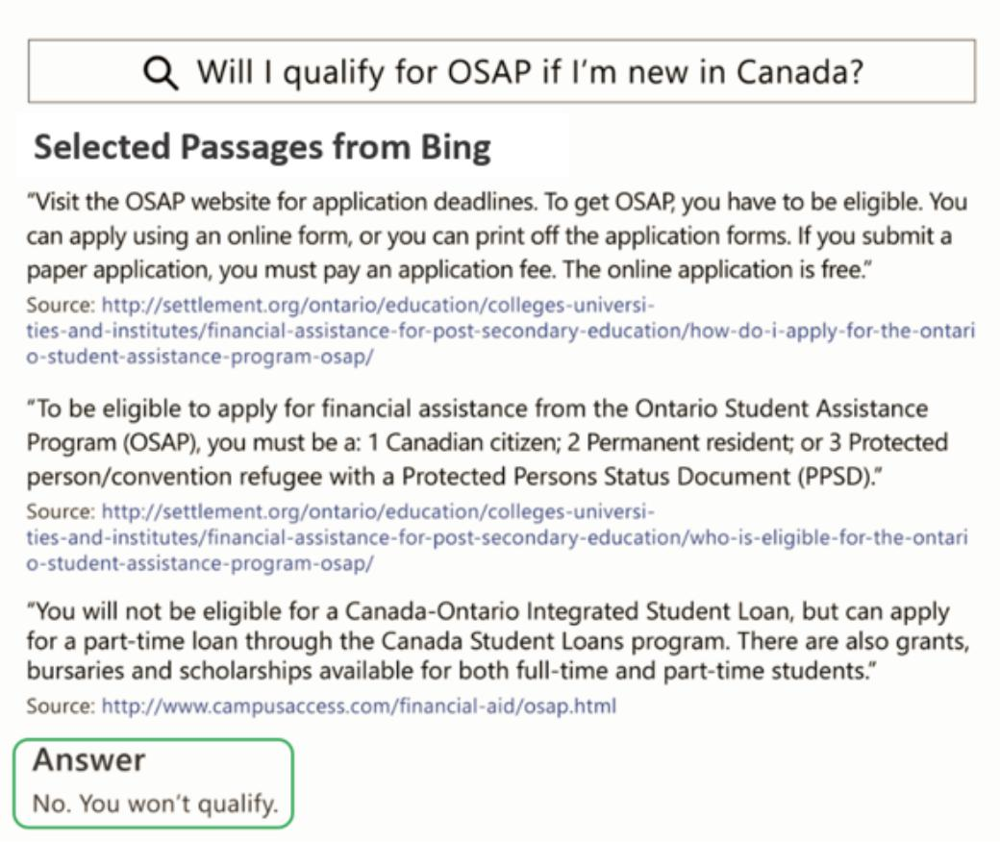 Will I qualify for OSAP if I'm new in Canada?
Selected Passages from Bing
“Visit the OSAP website for application deadlines. To get OSAP, you have to be eligible. You
can apply using an online form, or you can print off the application forms. If you submit a
paper application, you must pay an application fee. The online application is free.”
Source: http://settlement.org/ontario/education/colleges-universi-
ties-and-institutes/financial-assistance-for-post-secondary-education/how-do-i-apply-for-the-ontari
o-student-assistance-program-osap/
“To be eligible to apply for financial assistance from the Ontario Student Assistance
Program (OSAP), you must be a: 1 Canadian citizen; 2 Permanent resident; or 3 Protected
person/convention refugee with a Protected Persons Status Document (PPSD).”
Source: http://settlement.org/ontario/education/colleges-universi-
ties-and-institutes/financial-assistance-for-post-secondary-education/who-is-eligible-for-the-ontari
o-student-assistance-program-osap/
“You will not be eligible for a Canada-Ontario Integrated Student Loan, but can apply
for a part-time loan through the Canada Student Loans program. There are also grants,
bursaries and scholarships available for both full-time and part-time students.”
Source: http://www.campusaccess.com/financial-aid/osap.html
Answer
No. You won't qualify.